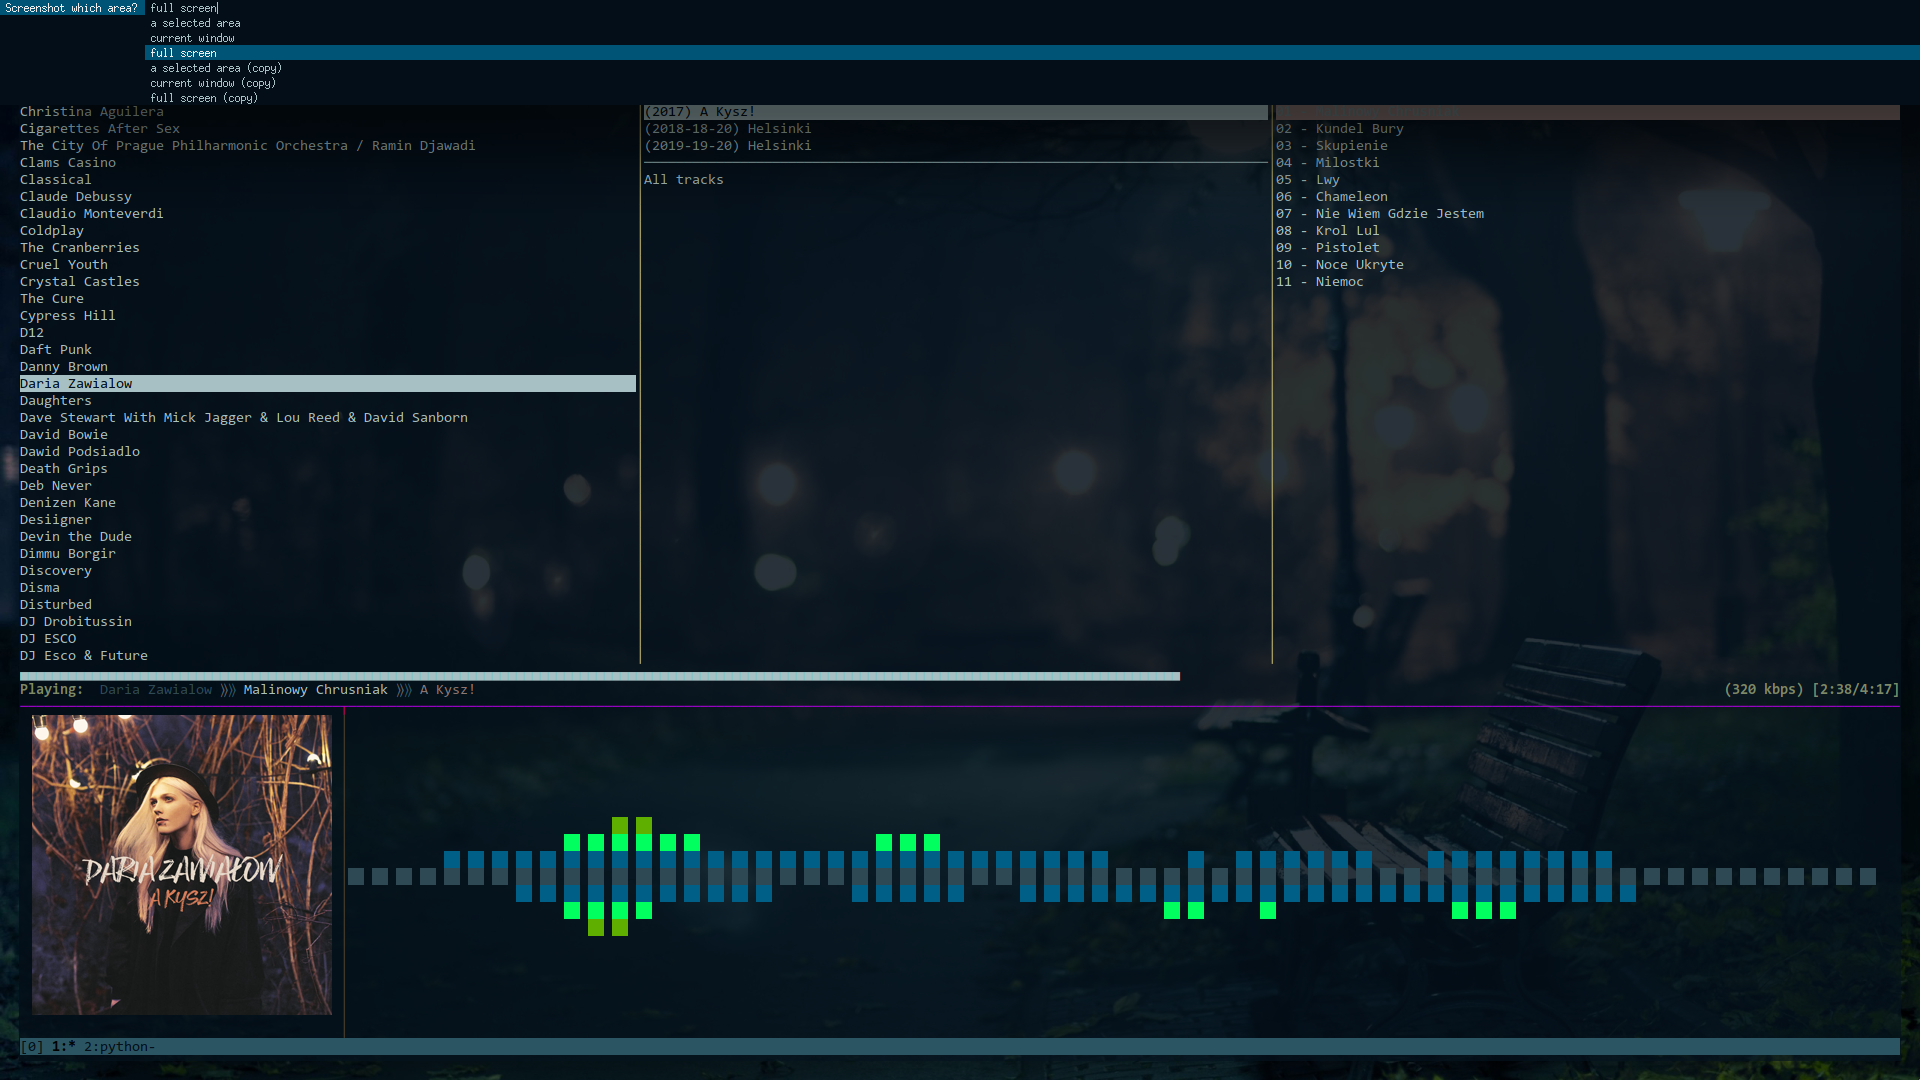 Screenshot which area? full screen
a selected area
current window
full screen
a selected area (copy)
current window (copy)
full screen (copy)
Christina Aguilera
Cigarettes After Sex
The City Of Prague Philharmonic Orchestra / Ramin Djawadi
Clams Casino
Classical
Claude Debussy
Claudio Monteverdi
Coldplay
The Cranberries
Cruel Youth
Crystal Castles
The Cure
Cypress Hill
D12
Daft Punk
Danny Brown
Daria Zawialow
Daughters
Dave Stewart With Mick Jagger & Lou Reed & David Sanborn
David Bowie
Dawid Podsiadlo
Death Grips
Deb Never
Denizen Kane
Desiigner
Devin the Dude
Dimmu Borgir
Discovery
Disma
Disturbed
DJ Drobitussin
DJ ESCO
DJ Esco & Future
(2017) A Kysz!
(2018-18-20) Helsinki
(2019-19-20) Helsinki
All tracks
02 - Kundel Bury
03 - Skupienie
04 - Milostki
05 - Lwy
06 - Chameleon
07 - Nie Wiem Gdzie Jestem
08 - Krol Lul
09 - Pistolet
10 - Noce Ukryte
11 - Niemoc
Playing: Daria Zawialow ⟫⟫ Malinowy Chrusniak ⟫⟫ A Kysz! (320 kbps) [2:38/4:17]
DARIA ZAWIAŁOW
A KYSZ!
[0] 1:* 2:python-